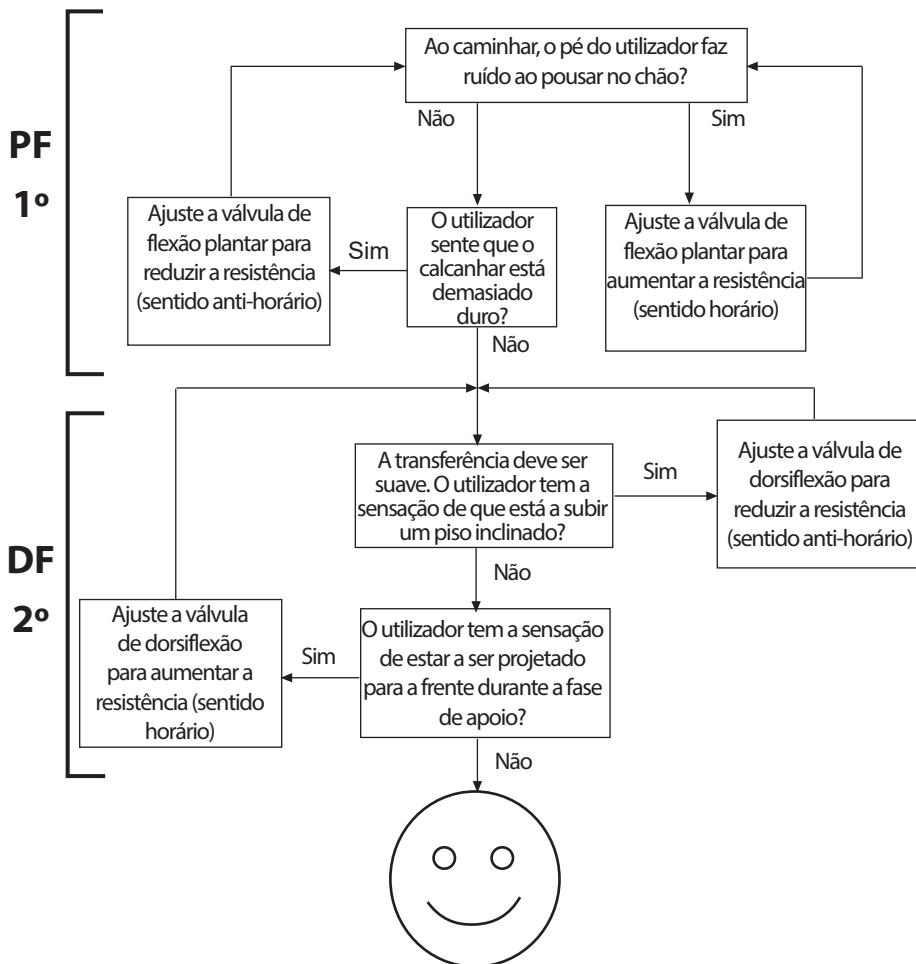 Ao caminhar, o pé do utilizador faz
ruído ao pousar no chão?
Não
Sim
PF
1º
Ajuste a válvula de
flexão plantar para
reduzir a resistência
(sentido anti-horário)
Sim
O utilizador
sente que o
calcanhar está
demasiado
duro?
Ajuste a válvula de
flexão plantar para
aumentar a resistência
(sentido horário)
Não
DF
2º
A transferência deve ser
suave. O utilizador tem a
sensação de que está a subir
um piso inclinado?
Sim
Ajuste a válvula de
dorsiflexão para
reduzir a resistência
(sentido anti-horário)
Não
Ajuste a válvula
de dorsiflexão
para aumentar a
resistência (sentido
horário)
Sim
O utilizador tem a sensação
de estar a ser projetado
para a frente durante a fase
de apoio?
Não